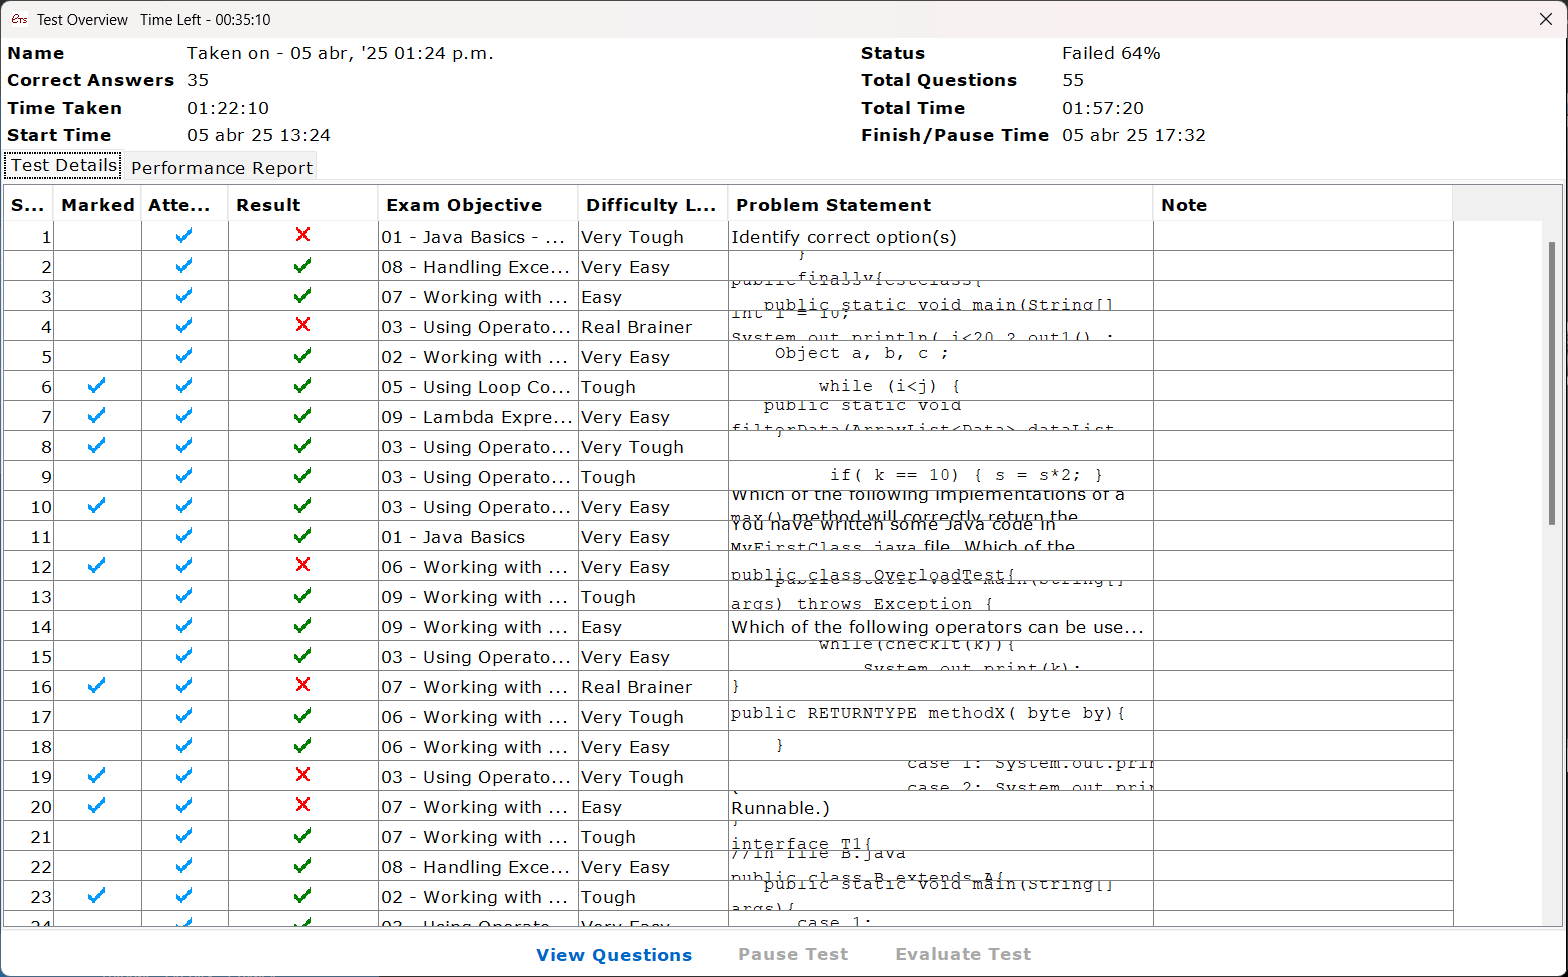 eTS Test Overview Time Left - 00:35:10
Name Taken on - 05 abr, '25 01:24 p.m. Status Failed 64%
Correct Answers 35 Total Questions 55
Time Taken 01:22:10 Total Time 01:57:20
Start Time 05 abr 25 13:24 Finish/Pause Time 05 abr 25 17:32
Test Details Performance Report
S... Marked Atte... Result Exam Objective Difficulty L... Problem Statement Note
1 01 - Java Basics - ... Very Tough Identify correct option(s)
2 08 - Handling Exce... Very Easy }
finally{
3 07 - Working with ... Easy public class TestClass{
public static void main(String[]
4 03 - Using Operato... Real Brainer int i = 10;
System.out.println( i<20 ? out1() :
5 02 - Working with ... Very Easy Object a, b, c ;
6 05 - Using Loop Co... Tough while (i<j) {
7 09 - Lambda Expre... Very Easy public static void
filterData(ArrayList<Data> dataList,
8 03 - Using Operato... Very Tough }
9 03 - Using Operato... Tough if( k == 10) { s = s*2; }
10 03 - Using Operato... Very Easy Which of the following implementations of a
max() method will correctly return the
11 01 - Java Basics Very Easy You have written some Java code in
MyFirstClass.java file. Which of the
12 06 - Working with ... Very Easy public class OverloadTest{
13 09 - Working with ... Tough public static void main(String[]
args) throws Exception {
14 09 - Working with ... Easy Which of the following operators can be use...
15 03 - Using Operato... Very Easy while(checkIt(k)){
System.out.print(k);
16 07 - Working with ... Real Brainer }
17 06 - Working with ... Very Tough public RETURNTYPE methodX( byte by){
18 06 - Working with ... Very Easy }
19 03 - Using Operato... Very Tough case 1: System.out.prin
{ case 2: System.out.prin
20 07 - Working with ... Easy Runnable.)
21 07 - Working with ... Tough }
interface T1{
22 08 - Handling Exce... Very Easy //in file B.java
public class B extends A{
23 02 - Working with ... Tough public static void main(String[]
args){
24 03 - Using Operato... Very Easy case 1:
View Questions Pause Test Evaluate Test